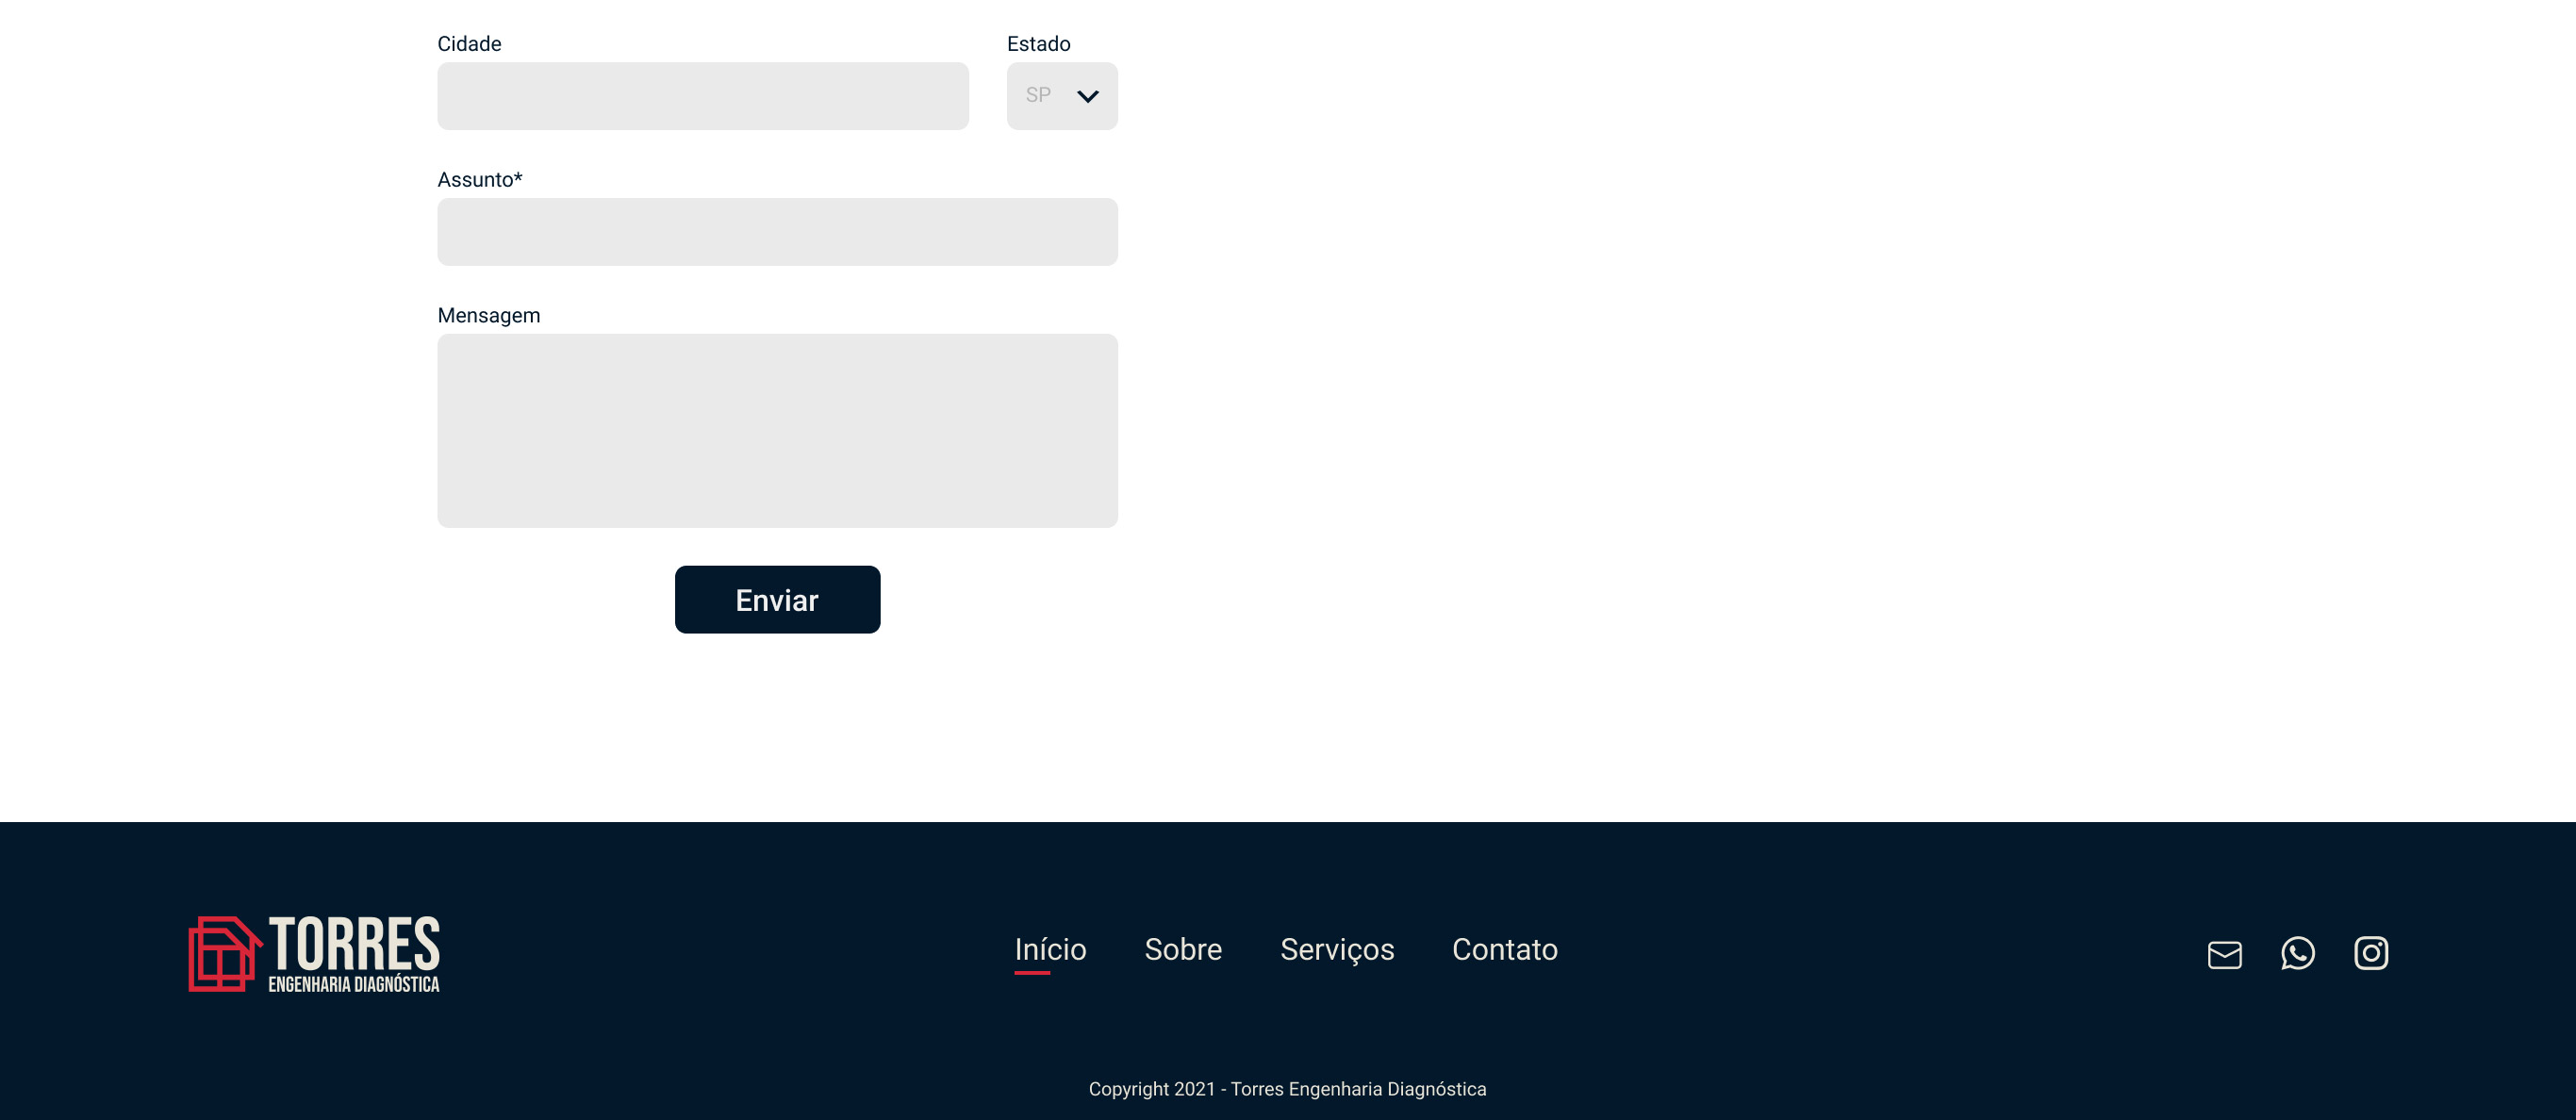 Cidade Estado
SP
Assunto*
Mensagem
Enviar
TORRES
ENGENHARIA DIAGNÓSTICA
Início Sobre Serviços Contato
Copyright 2021 - Torres Engenharia Diagnóstica